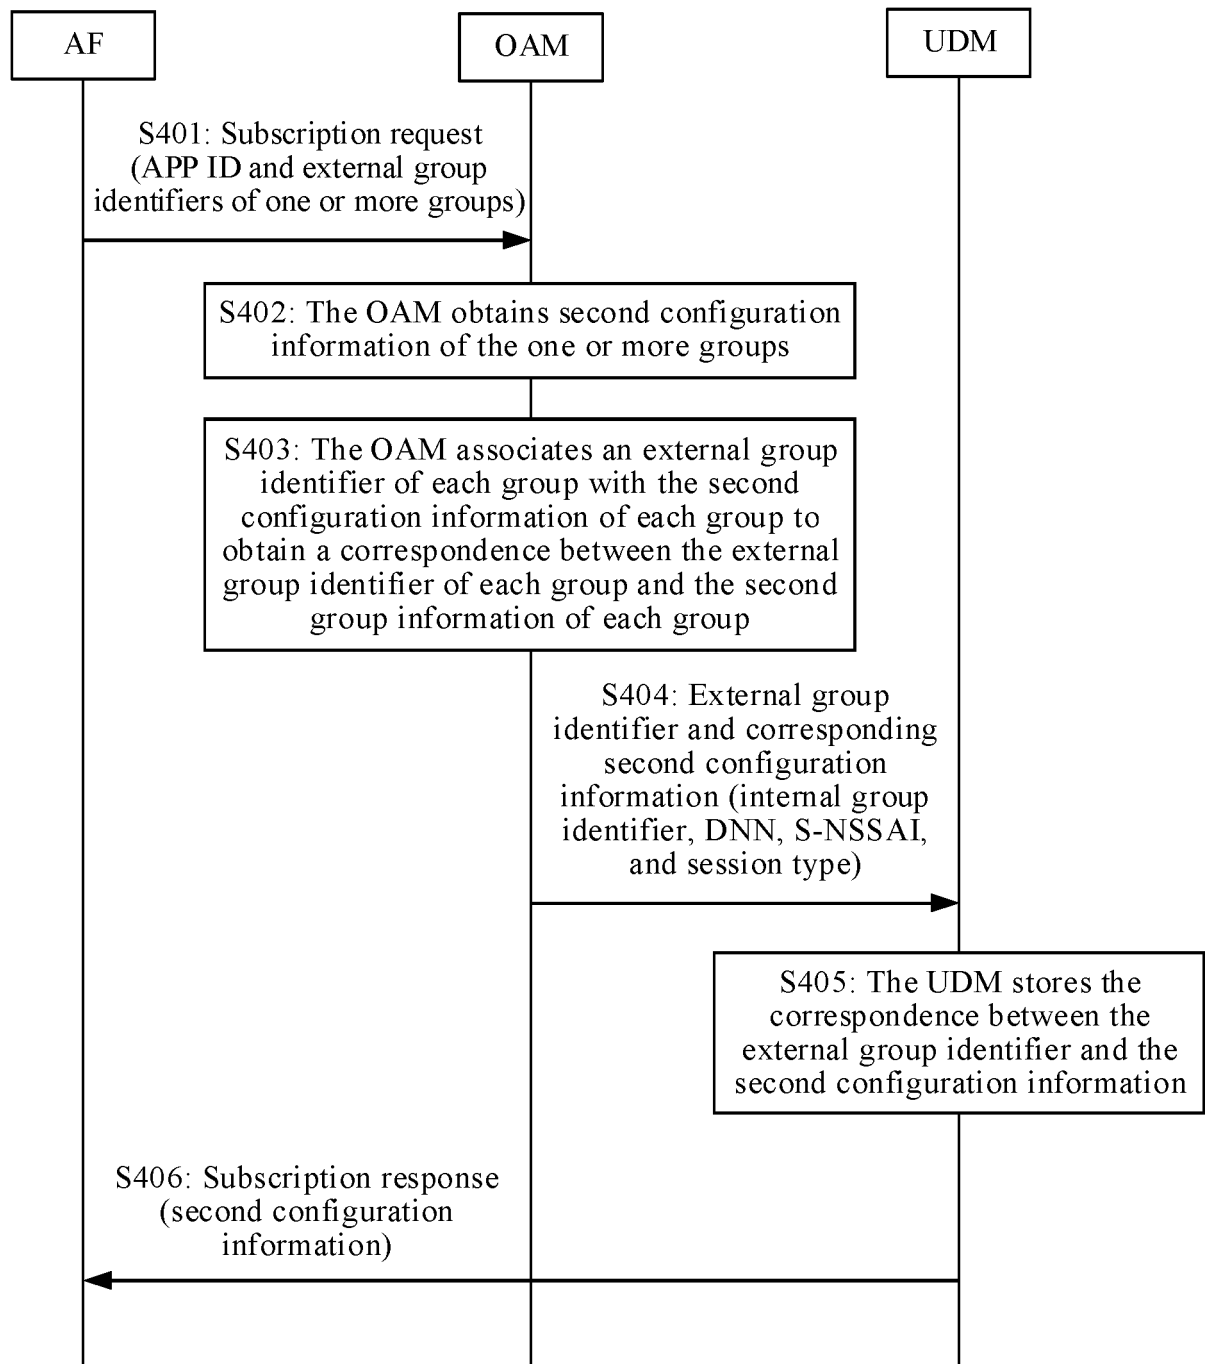 AF
OAM
UDM
S401: Subscription request
(APP ID and external group
identifiers of one or more groups)
S402: The OAM obtains second configuration
information of the one or more groups
S403: The OAM associates an external group
identifier of each group with the second
configuration information of each group to
obtain a correspondence between the external
group identifier of each group and the second
group information of each group
S404: External group
identifier and corresponding
second configuration
information (internal group
identifier, DNN, S-NSSAI,
and session type)
S405: The UDM stores the
correspondence between the
external group identifier and the
second configuration information
S406: Subscription response
(second configuration
information)